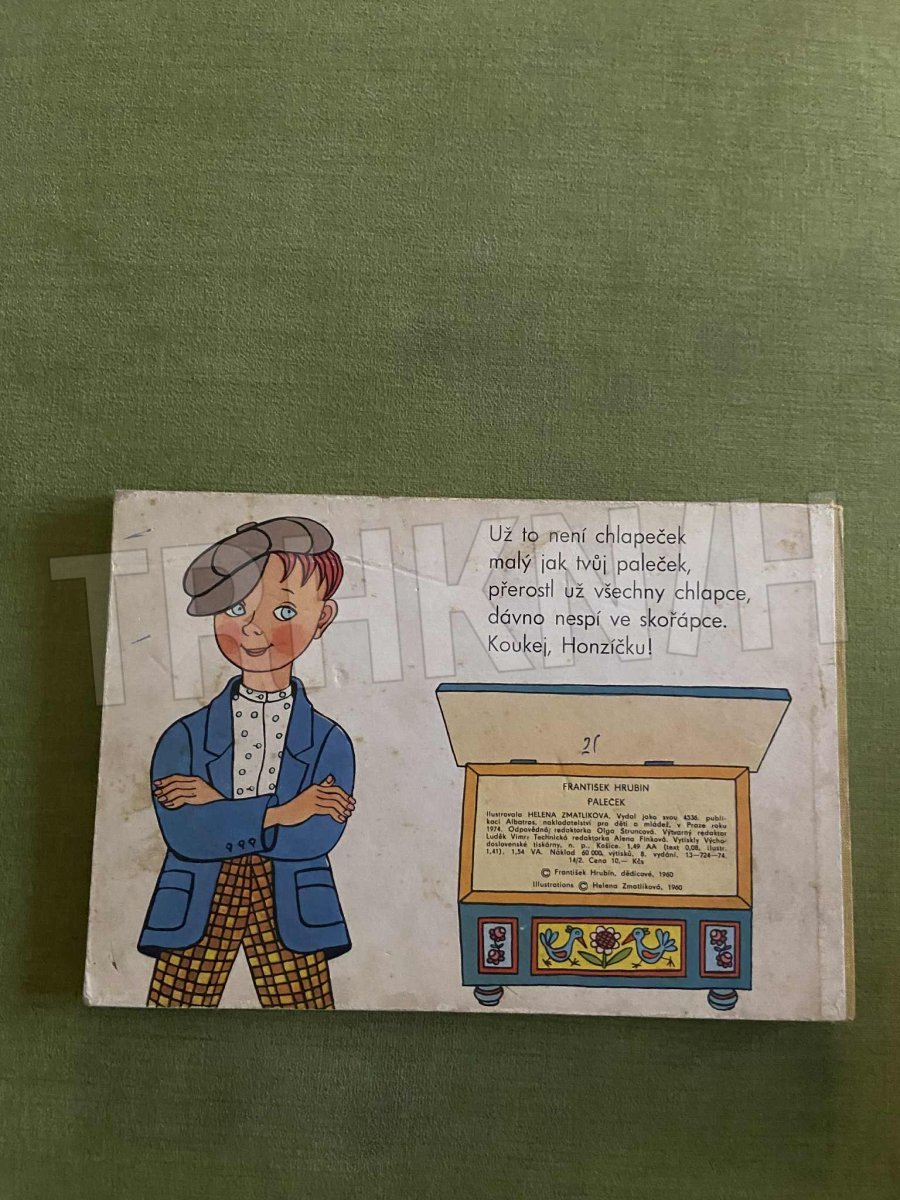 TRHKNIH
Už to není chlapeček
malý jak tvůj paleček,
přerostl už všechny chlapce,
dávno nespí ve skořápce.
Koukej, Honzíčku!
FRANTIŠEK HRUBÍN
PALEČEK
Ilustrovala HELENA ZMATLÍKOVÁ. Vydal jako svou 4536. publi-
kaci Albatros, nakladatelství pro děti a mládež, v Praze roku
1974. Odpovědná redaktorka Olga Struncová. Výtvarný redaktor
Luděk Vimr. Technická redaktorka Alena Finková. Vytiskly Výcho-
doslovenské tiskárny, n. p., Košice. 1,49 AA (text 0,08, ilustr.
1,41), 1,54 VA. Náklad 60 000, výtisků. 8. vydání. 13—724—74.
14/2. Cena 10,— Kčs
© František Hrubín, dědicové, 1960
Illustrations © Helena Zmatlíková, 1960